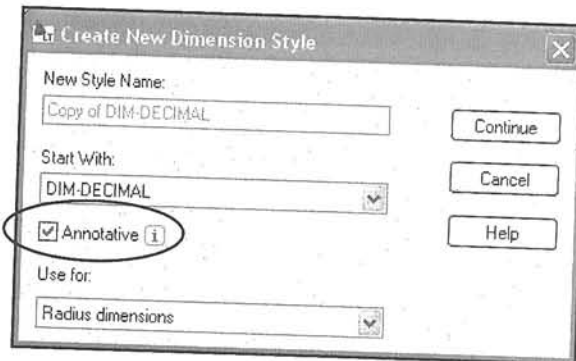 LT Create New Dimension Style
New Style Name:
Copy of DIM-DECIMAL
Continue
Start With:
DIM-DECIMAL
Cancel
Annotative i
Help
Use for:
Radius dimensions